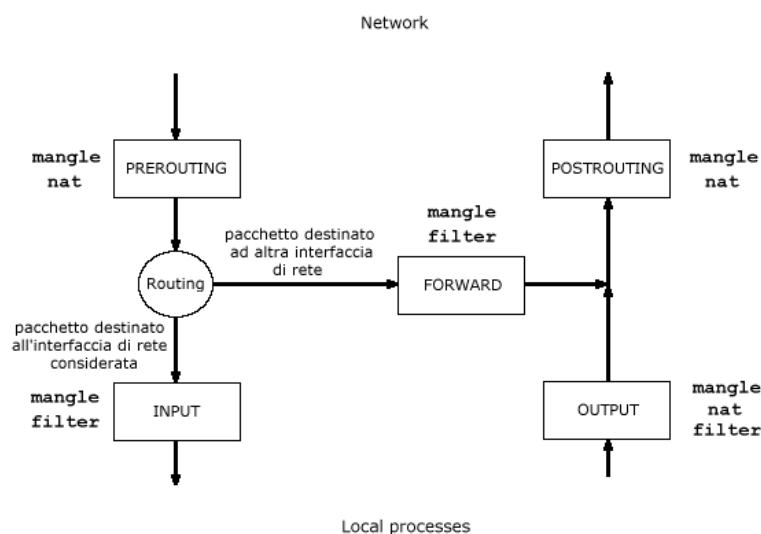 Network
mangle
nat
PREROUTING
POSTROUTING
mangle
nat
pacchetto destinato
ad altra interfaccia
di rete
mangle
filter
Routing
FORWARD
pacchetto destinato
all'interfaccia di rete
considerata
mangle
filter
INPUT
OUTPUT
mangle
nat
filter
Local processes